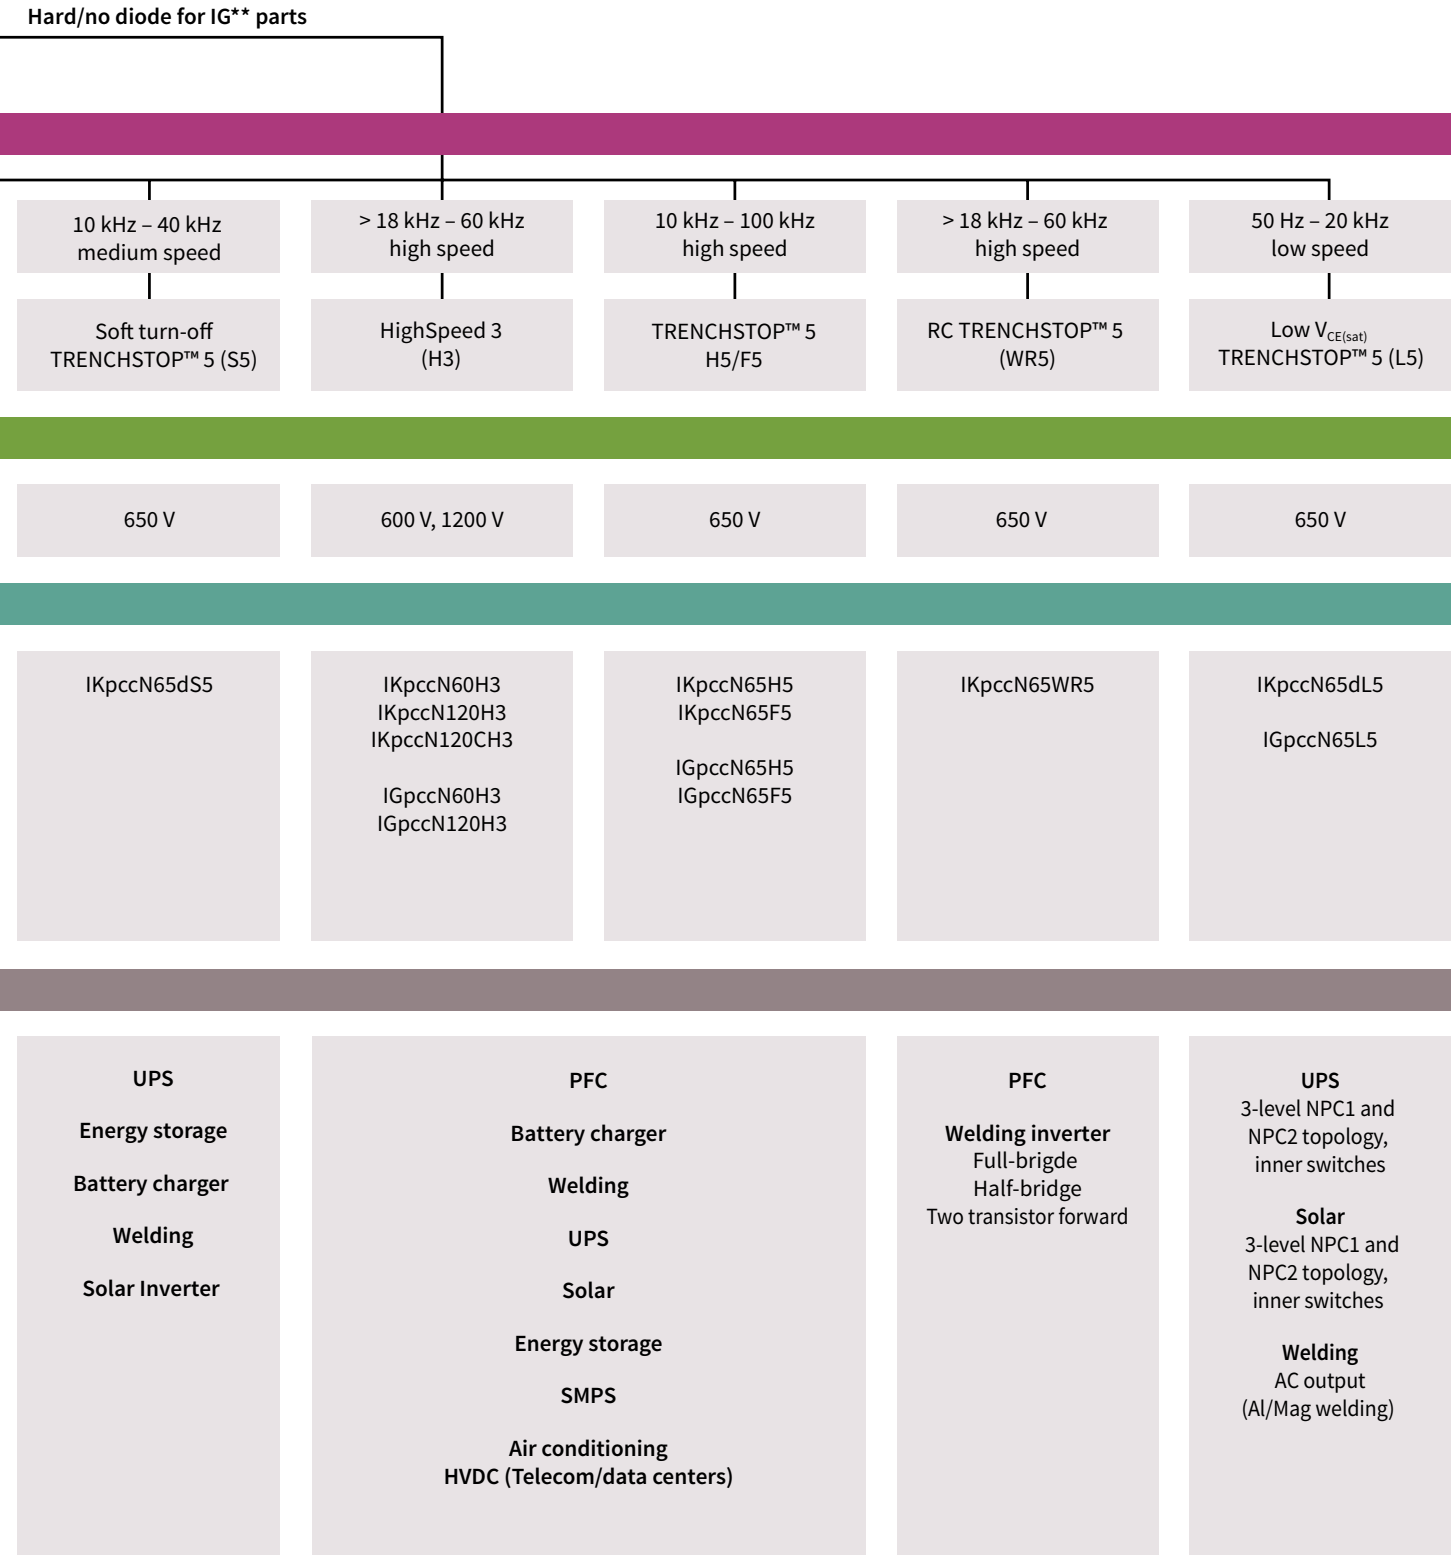 Hard/no diode for IG** parts
10 kHz – 40 kHz
medium speed
> 18 kHz – 60 kHz
high speed
10 kHz – 100 kHz
high speed
> 18 kHz – 60 kHz
high speed
50 Hz – 20 kHz
low speed
Soft turn-off
TRENCHSTOP™ 5 (S5)
HighSpeed 3
(H3)
TRENCHSTOP™ 5
H5/F5
RC TRENCHSTOP™ 5
(WR5)
Low VCE(sat)
TRENCHSTOP™ 5 (L5)
650 V
600 V, 1200 V
650 V
650 V
650 V
IKpccN65dS5
IKpccN60H3
IKpccN120H3
IKpccN120CH3
IGpccN60H3
IGpccN120H3
IKpccN65H5
IKpccN65F5
IGpccN65H5
IGpccN65F5
IKpccN65WR5
IKpccN65dL5
IGpccN65L5
UPS
Energy storage
Battery charger
Welding
Solar Inverter
PFC
Battery charger
Welding
UPS
Solar
Energy storage
SMPS
Air conditioning
HVDC (Telecom/data centers)
PFC
Welding inverter
Full-brigde
Half-bridge
Two transistor forward
UPS
3-level NPC1 and
NPC2 topology,
inner switches
Solar
3-level NPC1 and
NPC2 topology,
inner switches
Welding
AC output
(Al/Mag welding)